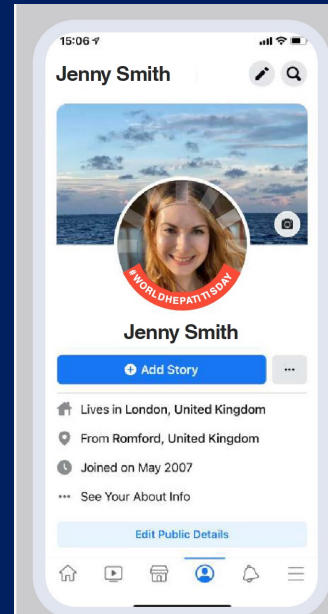 15:06
Jenny Smith
#WORLDHEPATITISDAY
Jenny Smith
Add Story
Lives in London, United Kingdom
From Romford, United Kingdom
Joined on May 2007
See Your About Info
Edit Public Details